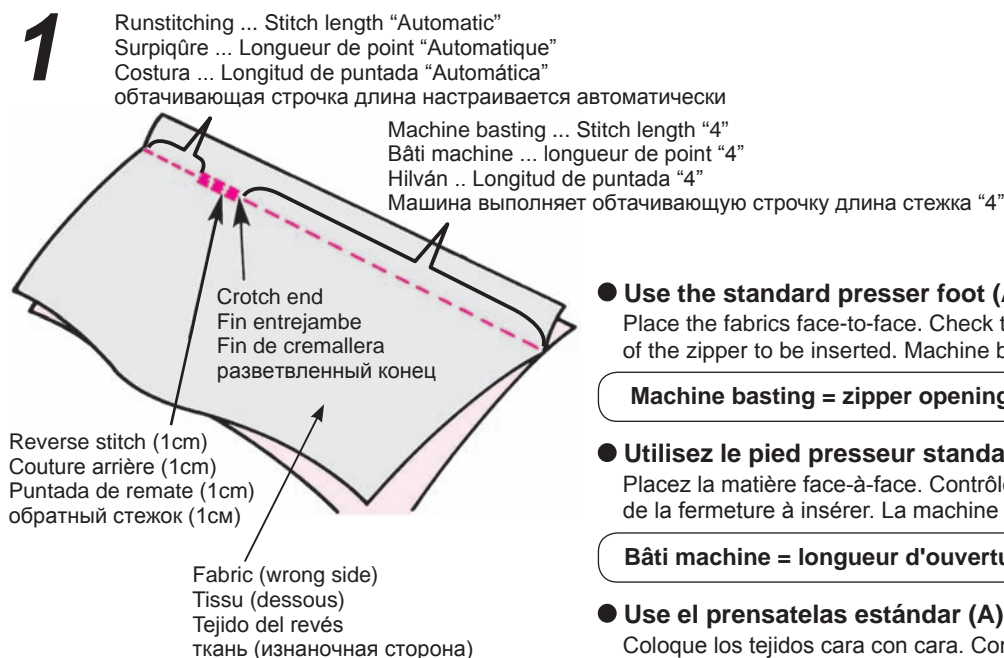 1
Runstitching ... Stitch length “Automatic”
Surpiqûre ... Longueur de point “Automatique”
Costura ... Longitud de puntada “Automática”
обтачивающая строчка длина настраивается автоматически
Machine basting ... Stitch length “4”
Bâti machine ... longueur de point “4”
Hilván .. Longitud de puntada “4”
Машина выполняет обтачивающую строчку длина стежка “4”
Crotch end
Fin entrejambe
Fin de cremallera
разветвленный конец
Reverse stitch (1cm)
Couture arrière (1cm)
Puntada de remate (1cm)
обратный стежок (1см)
Fabric (wrong side)
Tissu (dessous)
Tejido del revés
ткань (изнаночная сторона)
● Use the standard presser foot
Place the fabrics face-to-face. Check
of the zipper to be inserted. Machine
Machine basting = zipper opening
● Utilisez le pied presseur
Placez la matière face-à-face.
de la fermeture à insérer. La machine
Bâti machine = longueur
● Use el prensatelas estándar (A)
Coloque los tejidos cara con cara.